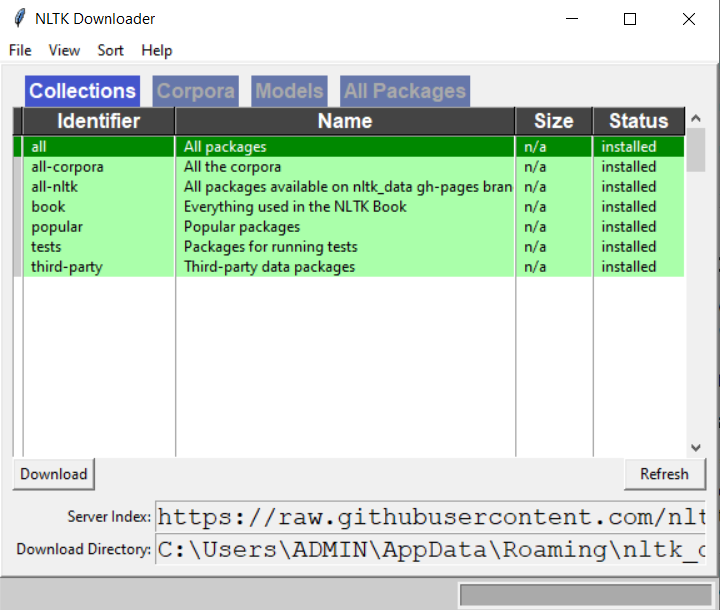 NLTK Downloader
File View Sort Help
Collections Corpora Models All Packages
Identifier Name Size Status
all All packages n/a installed
all-corpora All the corpora n/a installed
all-nltk All packages available on nltk_data gh-pages bran n/a installed
book Everything used in the NLTK Book n/a installed
popular Popular packages n/a installed
tests Packages for running tests n/a installed
third-party Third-party data packages n/a installed
Download Refresh
Server Index: https://raw.githubusercontent.com/nlt
Download Directory: C:\Users\ADMIN\AppData\Roaming\nltk_